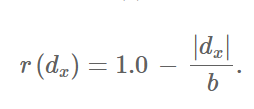 r (d_x) = 1.0 − |d_x| / b.